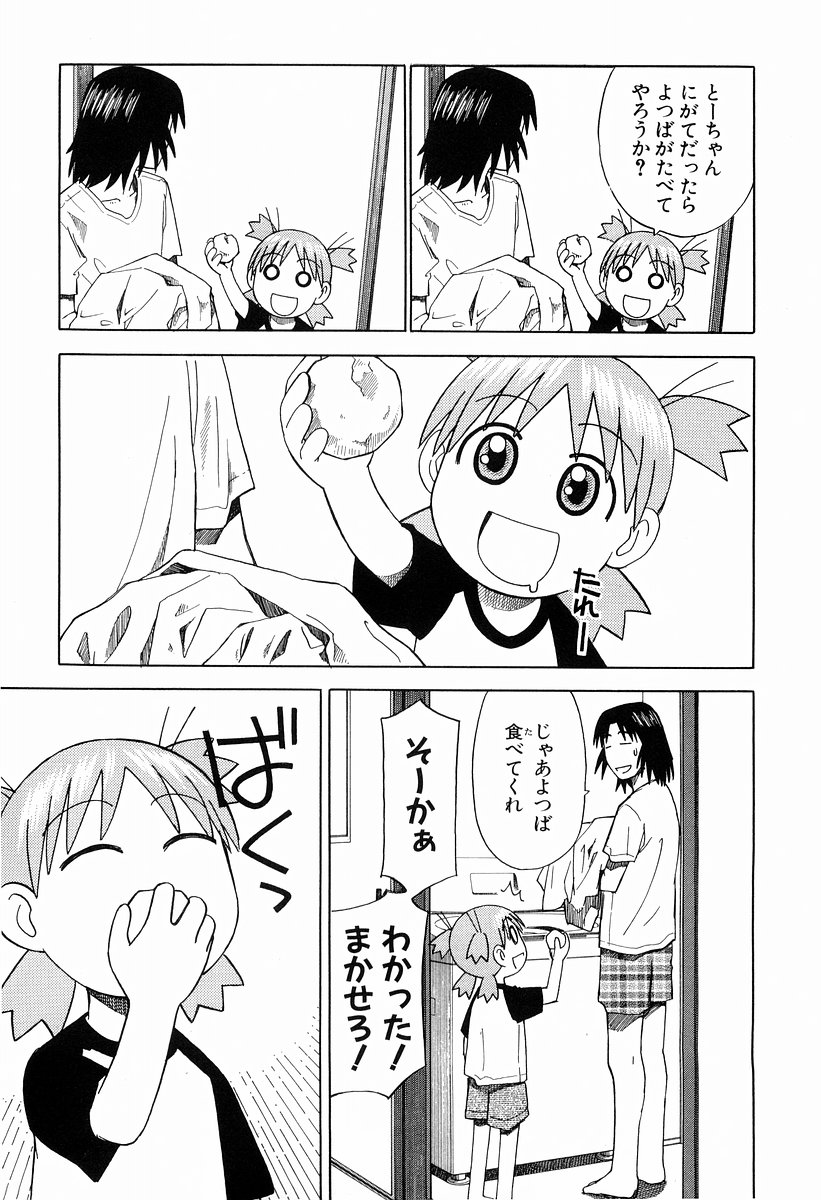 とーちゃん
にがてだったら
よつばがたべて
やろうか?
たれー
じゃあよつば
食べてくれ
た
そーかぁ
わかった!
まかせろ!
ばくっ